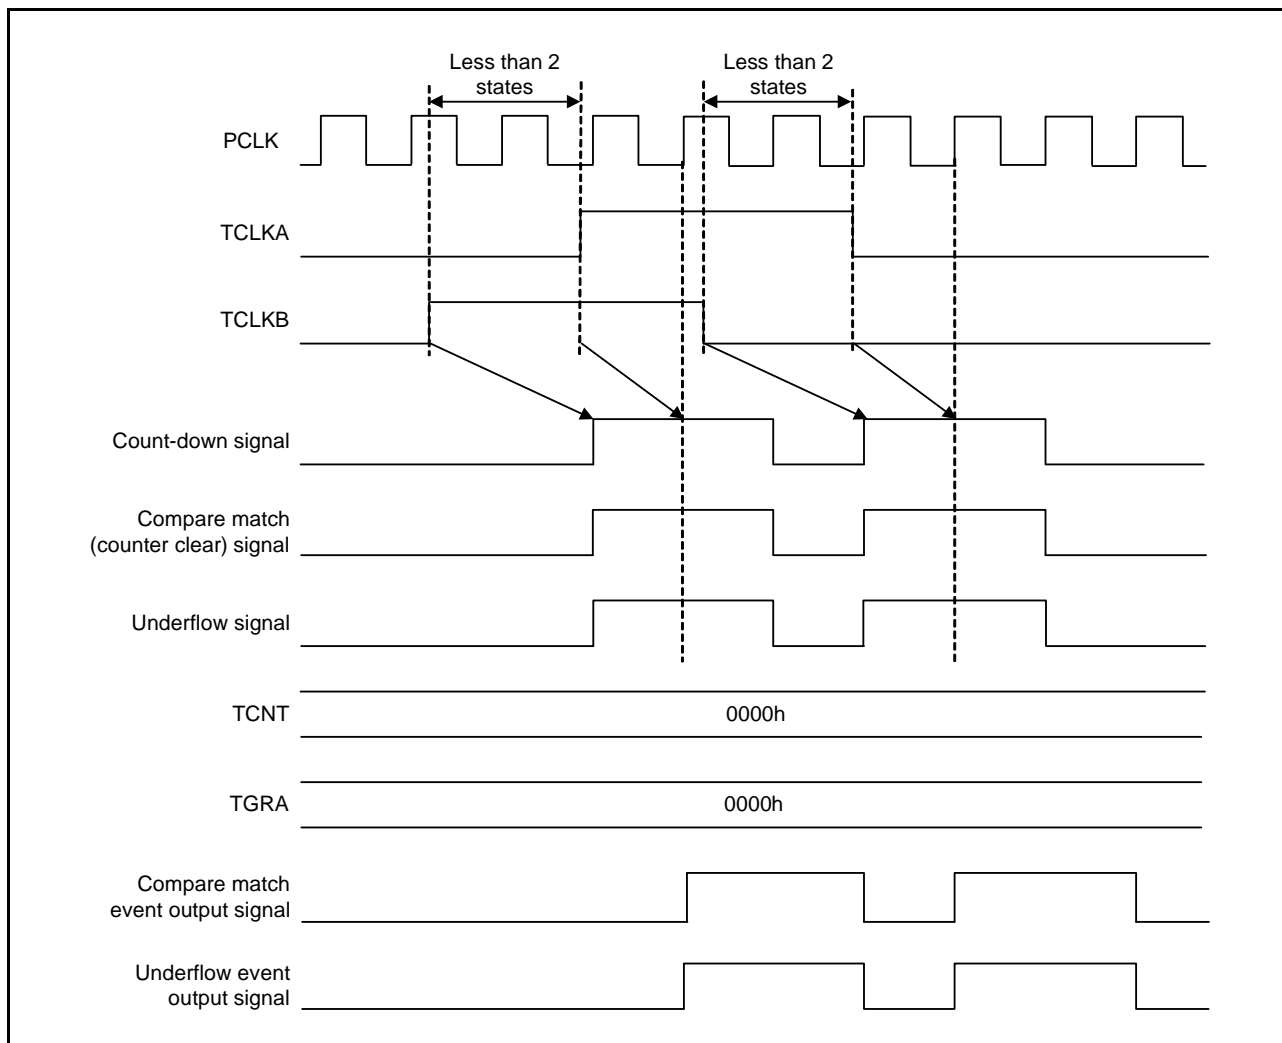 Less than 2
states
Less than 2
states
PCLK
TCLKA
TCLKB
Count-down signal
Compare match
(counter clear) signal
Underflow signal
TCNT
0000h
TGRA
0000h
Compare match
event output signal
Underflow event
output signal